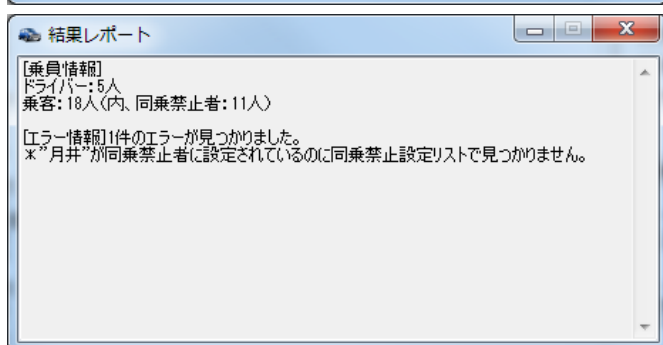 結果レポート
[乗員情報]
ドライバー:5人
乗客:18人(内、同乗禁止者:11人)
[エラー情報]1件のエラーが見つかりました。
*"月井"が同乗禁止者に設定されているのに同乗禁止設定リストで見つかりません。